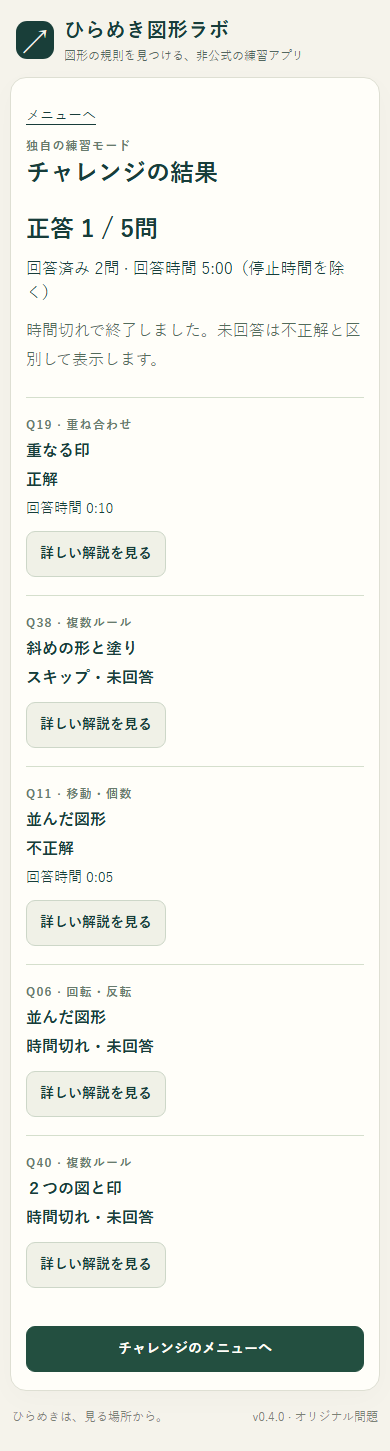 ひらめき図形ラボ
図形の規則を見つける、非公式の練習アプリ
メニューへ
独自の練習モード
チャレンジの結果
正答 1 / 5問
回答済み 2問 · 回答時間 5:00（停止時間を除
く）
時間切れで終了しました。未回答は不正解と区
別して表示します。
Q19 · 重ね合わせ
重なる印
正解
回答時間 0:10
詳しい解説を見る
Q38 · 複数ルール
斜めの形と塗り
スキップ・未回答
詳しい解説を見る
Q11 · 移動・個数
並んだ図形
不正解
回答時間 0:05
詳しい解説を見る
Q06 · 回転・反転
並んだ図形
時間切れ・未回答
詳しい解説を見る
Q40 · 複数ルール
２つの図と印
時間切れ・未回答
詳しい解説を見る
チャレンジのメニューへ
ひらめきは、見る場所から。
v0.4.0 · オリジナル問題